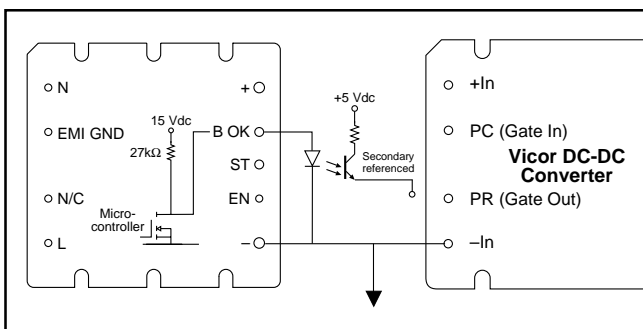 N
EMI GND
N/C
L
15 Vdc
27kΩ
Micro-
controller
+
B OK
ST
EN
–
+5 Vdc
Secondary
referenced
+In
PC (Gate In)
Vicor DC-DC
Converter
PR (Gate Out)
–In